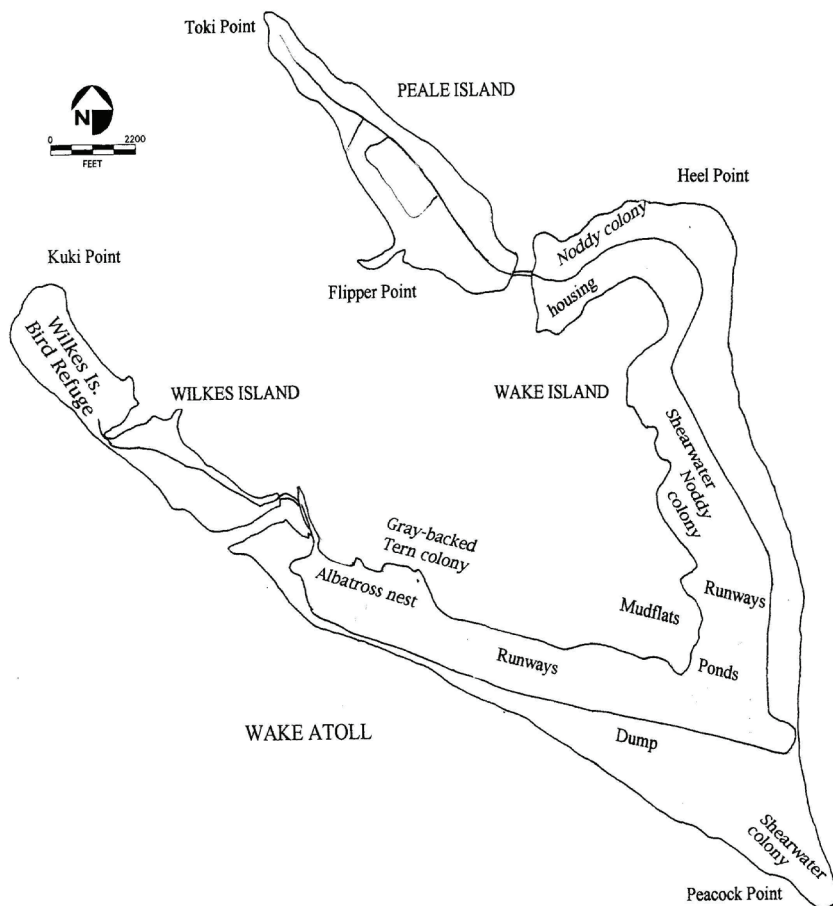 Toki Point
PEALE ISLAND
N
0 2200
FEET
Heel Point
Noddy colony
Kuki Point
Flipper Point
housing
Wilkes Is.
Bird Refuge
WILKES ISLAND
WAKE ISLAND
Shearwater
Noddy
colony
Gray-backed
Tern colony
Albatross nest
Runways
Mudflats
Runways
Ponds
WAKE ATOLL
Dump
Shearwater
colony
Peacock Point